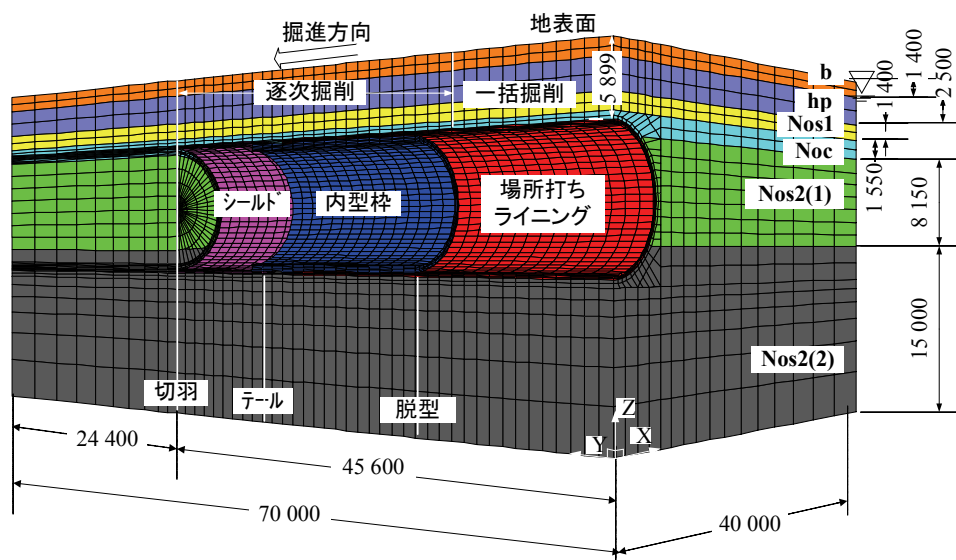 掘進方向
地表面
逐次掘削
一括掘削
5 899
b
hp
Nos1
Noc
Nos2(1)
Nos2(2)
1 400
1 400
2 500
1 550
8 150
15 000
シールド
内型枠
場所打ち
ライニング
切羽
テール
脱型
Z
Y
X
24 400
45 600
70 000
40 000